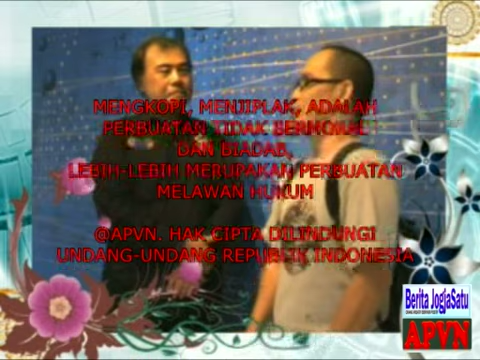 MENGKOPI, MENJIPLAK, ADALAH
PERBUATAN TIDAK BERMORAL
DAN BIADAB,
LEBIH-LEBIH MERUPAKAN PERBUATAN
MELAWAN HUKUM
@APVN. HAK CIPTA DILINDUNGI
UNDANG-UNDANG REPUBLIK INDONESIA
Berita JogjaSatu
APVN